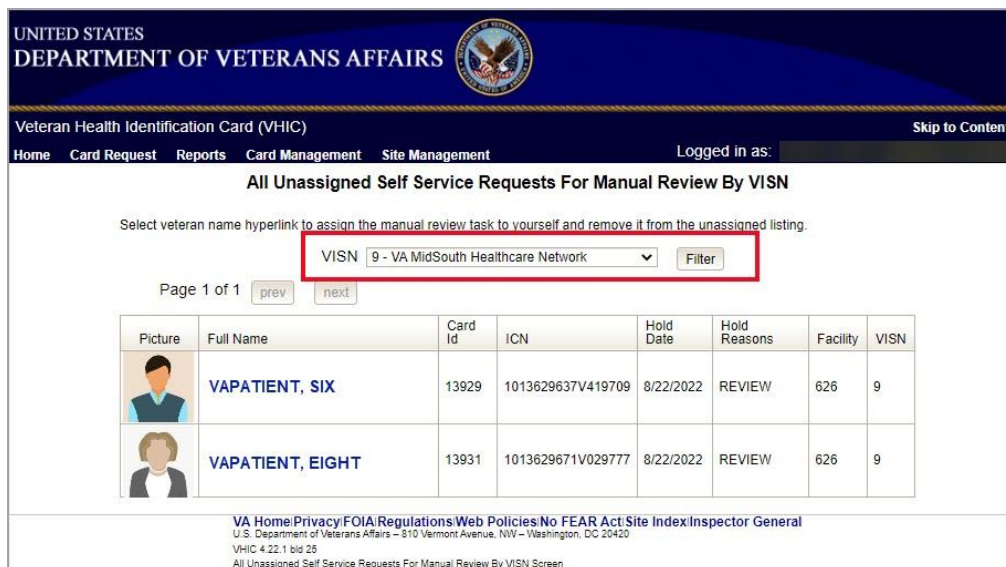 UNITED STATES
DEPARTMENT OF VETERANS AFFAIRS
Veteran Health Identification Card (VHIC)
Skip to Conten
Home Card Request Reports Card Management Site Management Logged in as:
All Unassigned Self Service Requests For Manual Review By VISN
Select veteran name hyperlink to assign the manual review task to yourself and remove it from the unassigned listing.
VISN 9 - VA MidSouth Healthcare Network Filter
Page 1 of 1 prev next
Picture Full Name Card Id ICN Hold Date Hold Reasons Facility VISN
VAPATIENT, SIX 13929 1013629637V419709 8/22/2022 REVIEW 626 9
VAPATIENT, EIGHT 13931 1013629671V029777 8/22/2022 REVIEW 626 9
VA Home|Privacy|FOIA|Regulations|Web Policies|No FEAR Act|Site Index|Inspector General
U.S. Department of Veterans Affairs – 810 Vermont Avenue, NW – Washington, DC 20420
VHIC 4.22.1 bld 25
All Unassigned Self Service Requests For Manual Review By VISN Screen